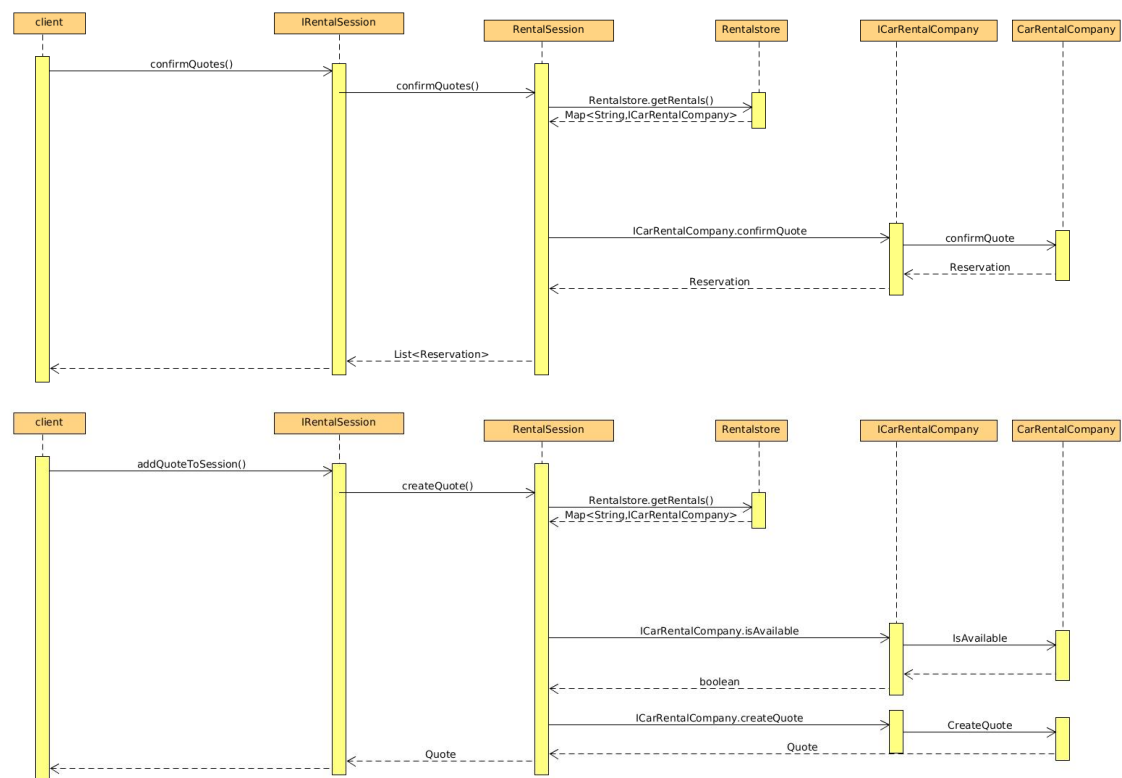 client
IRentalSession
RentalSession
Rentalstore
ICarRentalCompany
CarRentalCompany
confirmQuotes()
confirmQuotes()
Rentalstore.getRentals()
Map<String,ICarRentalCompany>
ICarRentalCompany.confirmQuote
confirmQuote
Reservation
Reservation
List<Reservation>
client
IRentalSession
RentalSession
Rentalstore
ICarRentalCompany
CarRentalCompany
addQuoteToSession()
createQuote()
Rentalstore.getRentals()
Map<String,ICarRentalCompany>
ICarRentalCompany.isAvailable
IsAvailable
boolean
ICarRentalCompany.createQuote
CreateQuote
Quote
Quote